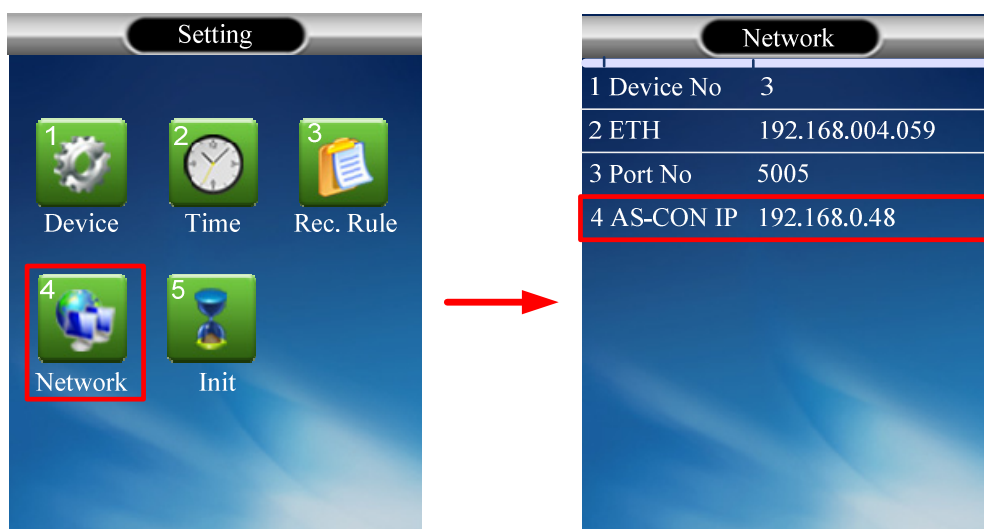 Setting
1 2 3
Device Time Rec. Rule
4 5
Network Init
Network
1 Device No 3
2 ETH 192.168.004.059
3 Port No 5005
4 AS-CON IP 192.168.0.48